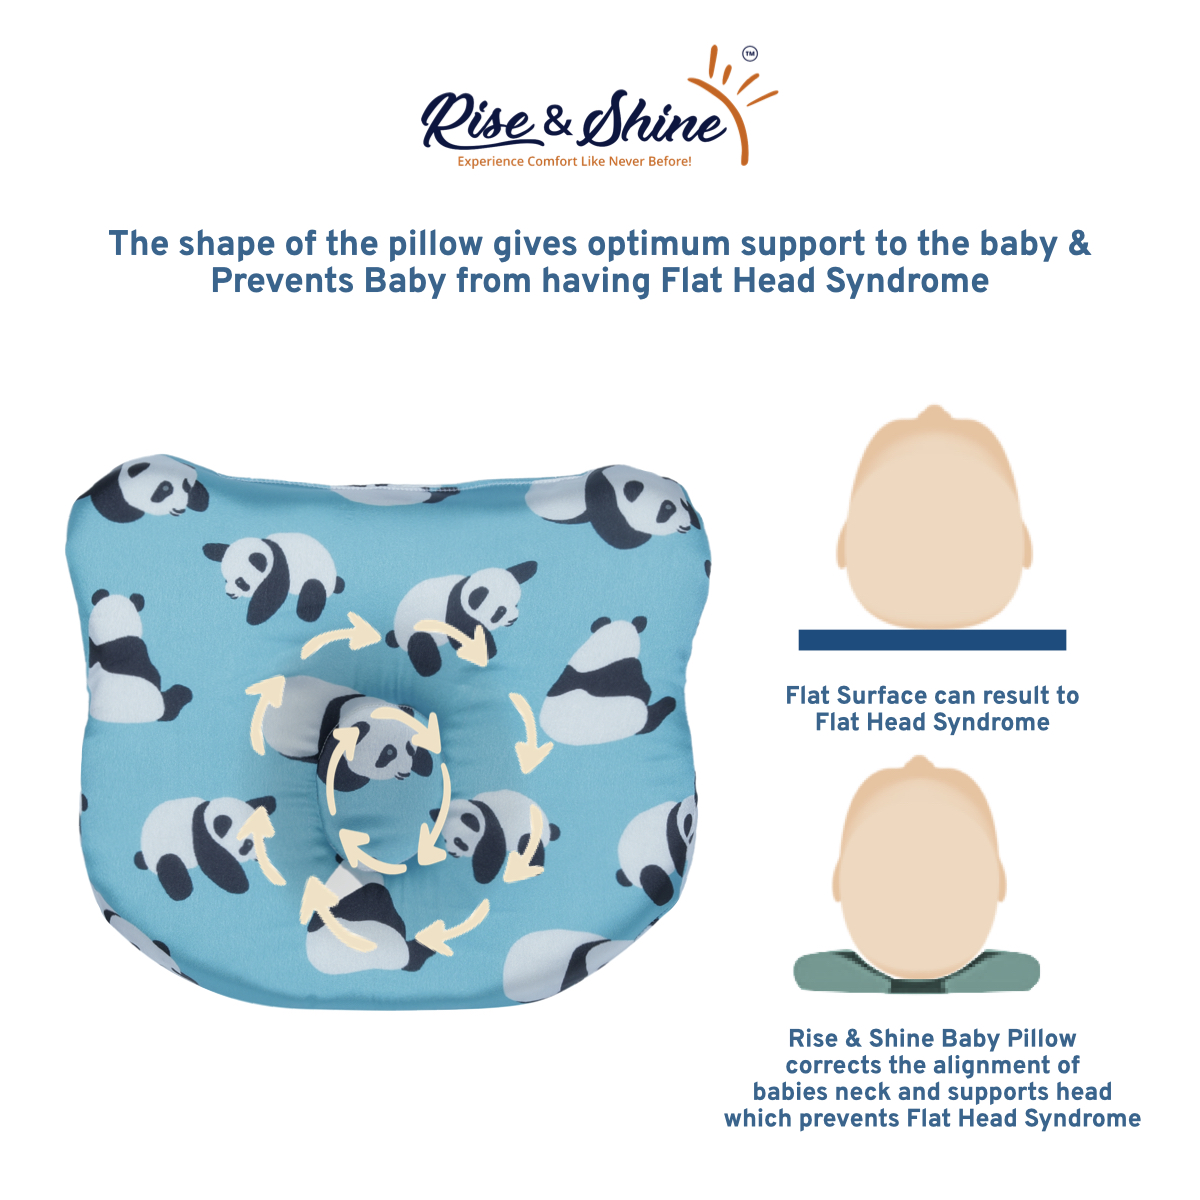 Rise & Shine
TM
Experience Comfort Like Never Before!
The shape of the pillow gives optimum support to the baby &
Prevents Baby from having Flat Head Syndrome
Flat Surface can result to
Flat Head Syndrome
Rise & Shine Baby Pillow
corrects the alignment of
babies neck and supports head
which prevents Flat Head Syndrome